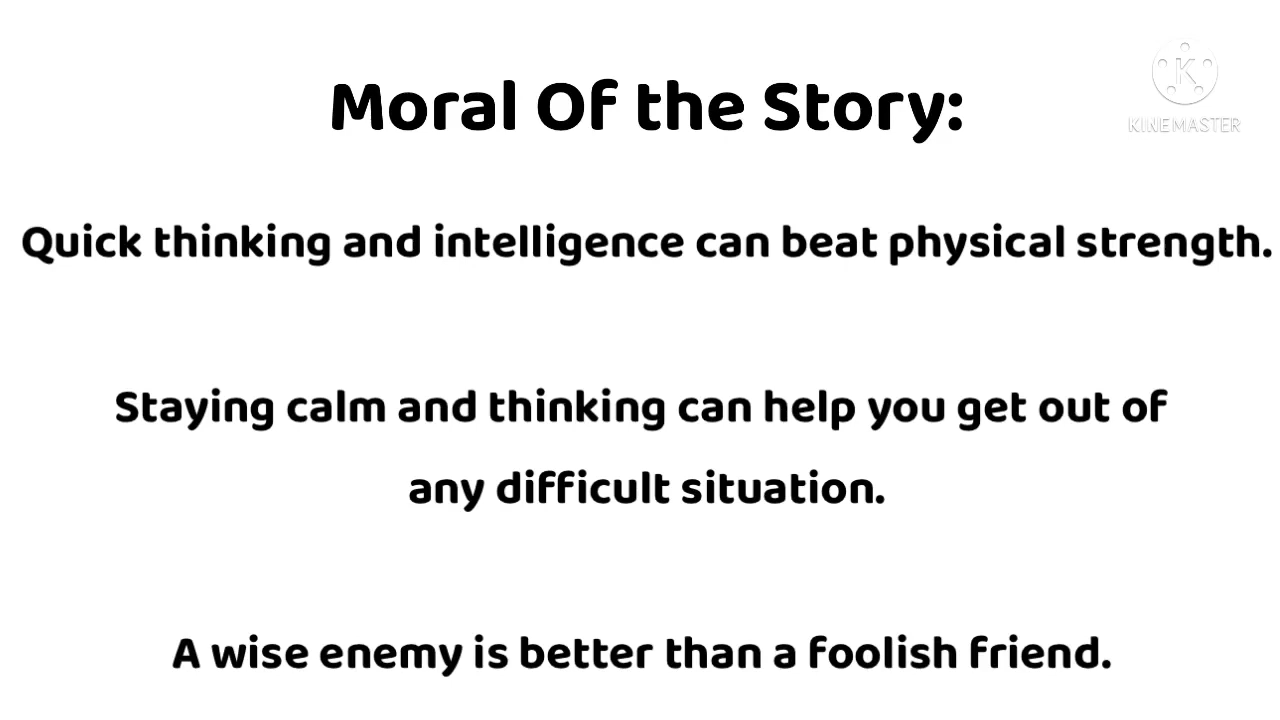 Moral Of the Story:
KINEMASTER
Quick thinking and intelligence can beat physical strength.
Staying calm and thinking can help you get out of
any difficult situation.
A wise enemy is better than a foolish friend.